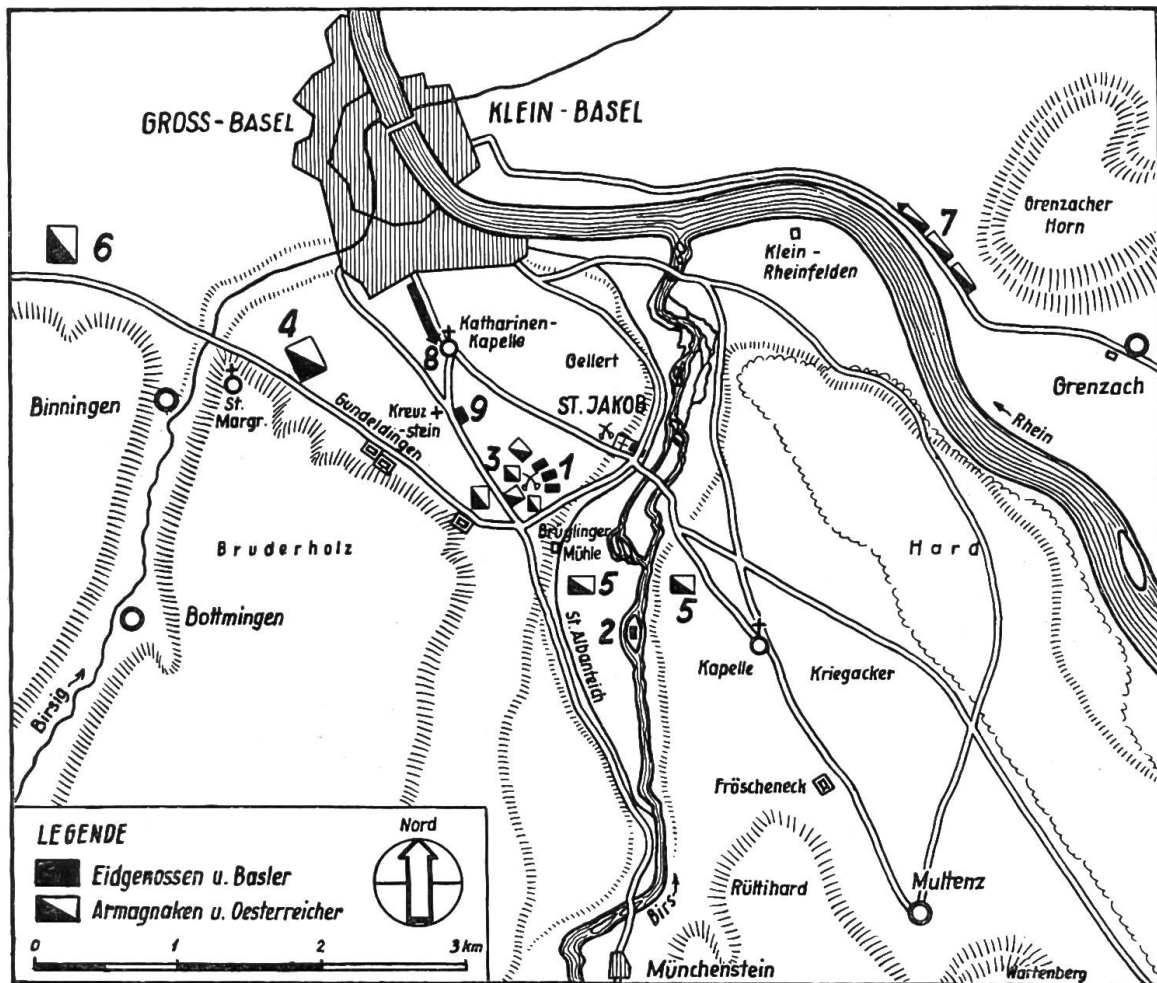 GROSS-BASEL
KLEIN-BASEL
6
7
Grenzacher
Horn
Klein-
Rheinfelden
4
Katharinen-
Kapelle
8
Gellert
Grenzach
Binningen
St.
Margr.
Gundeldingen
Kreuz
-stein
9
ST. JAKOB
Rhein
3
1
Bruderholz
Brüglinger
Mühle
Hard
5
5
Bottmingen
2
St. Albanteich
Kapelle
Kriegacker
Birsig
Fröscheneck
Rüttihard
Muttenz
Birs
Münchenstein
Wartenberg
LEGENDE
Nord
Eidgenossen u. Basler
Armagnaken u. Oesterreicher
0 1 2 3 km